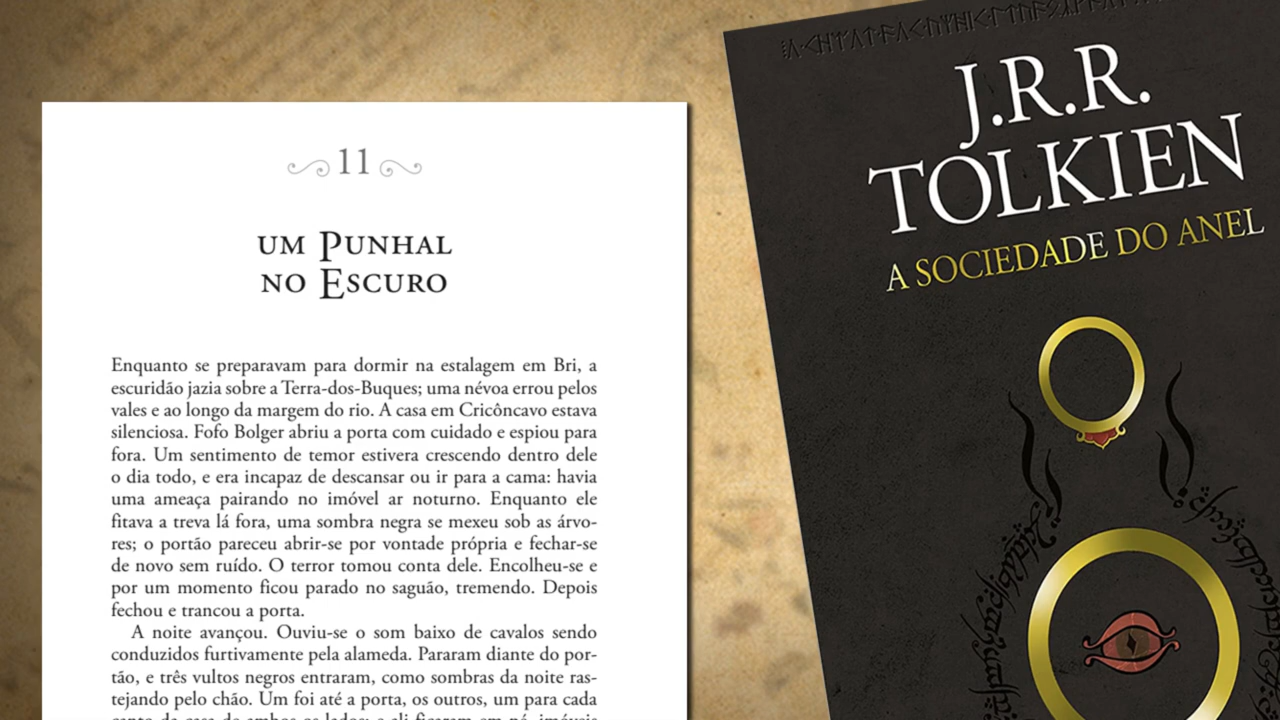 11
UM PUNHAL
NO ESCURO
Enquanto se preparavam para dormir na estalagem em Bri, a
escuridão jazia sobre a Terra-dos-Buques; uma névoa errou pelos
vales e ao longo da margem do rio. A casa em Cricôncavo estava
silenciosa. Fofo Bolger abriu a porta com cuidado e espiou para
fora. Um sentimento de temor estivera crescendo dentro dele
o dia todo, e era incapaz de descansar ou ir para a cama: havia
uma ameaça pairando no imóvel ar noturno. Enquanto ele
fitava a treva lá fora, uma sombra negra se mexeu sob as árvo-
res; o portão pareceu abrir-se por vontade própria e fechar-se
de novo sem ruído. O terror tomou conta dele. Encolheu-se e
por um momento ficou parado no saguão, tremendo. Depois
fechou e trancou a porta.
A noite avançou. Ouviu-se o som baixo de cavalos sendo
conduzidos furtivamente pela alameda. Pararam diante do por-
tão, e três vultos negros entraram, como sombras da noite ras-
tejando pelo chão. Um foi até a porta, os outros, um para cada
J.R.R.
TOLKIEN
A SOCIEDADE DO ANEL